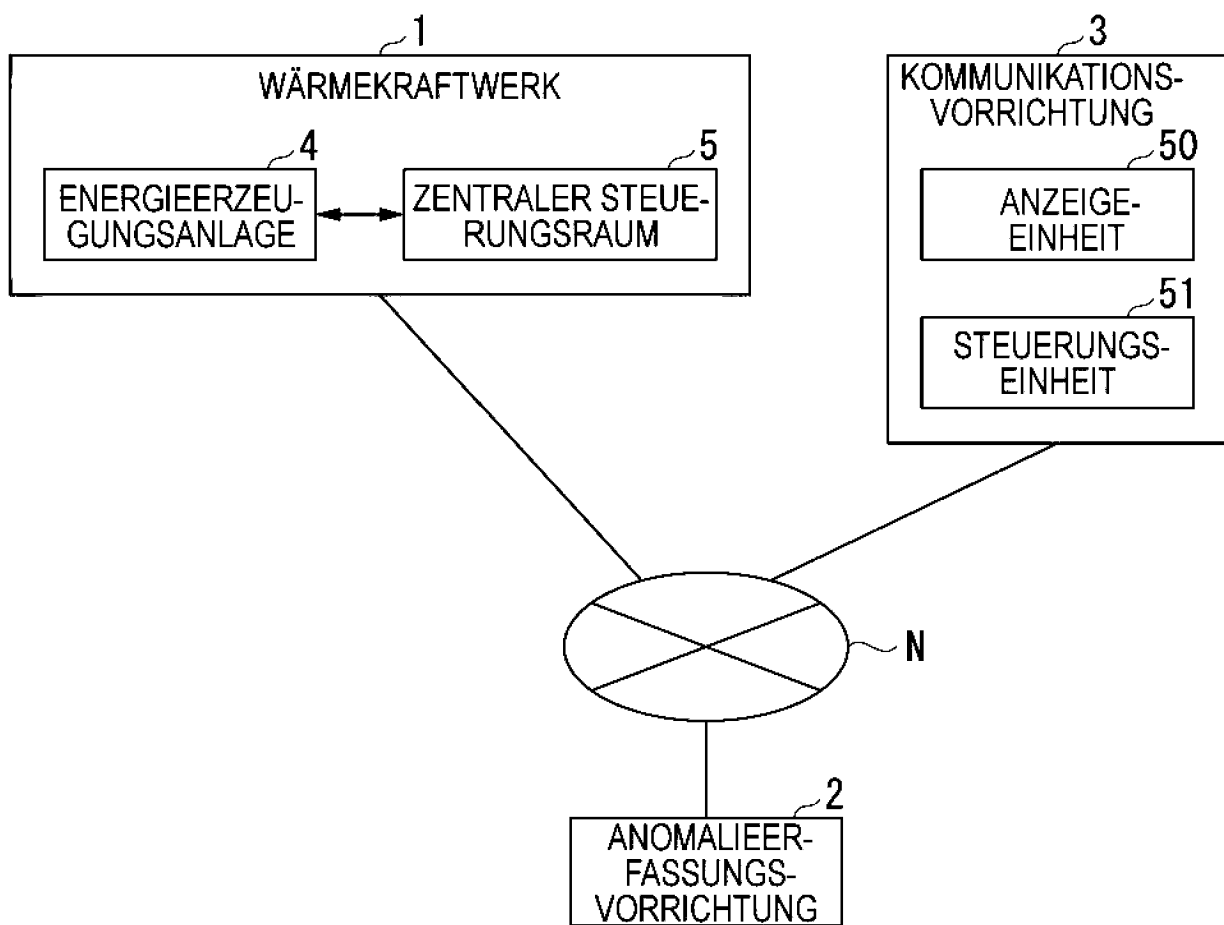 1
WÄRMEKRAFTWERK
4
ENERGIEERZEU-
GUNGSANLAGE
5
ZENTRALER STEUE-
RUNGSRAUM
3
KOMMUNIKATIONS-
VORRICHTUNG
50
ANZEIGE-
EINHEIT
51
STEUERUNGS-
EINHEIT
N
2
ANOMALIEER-
FASSUNGS-
VORRICHTUNG